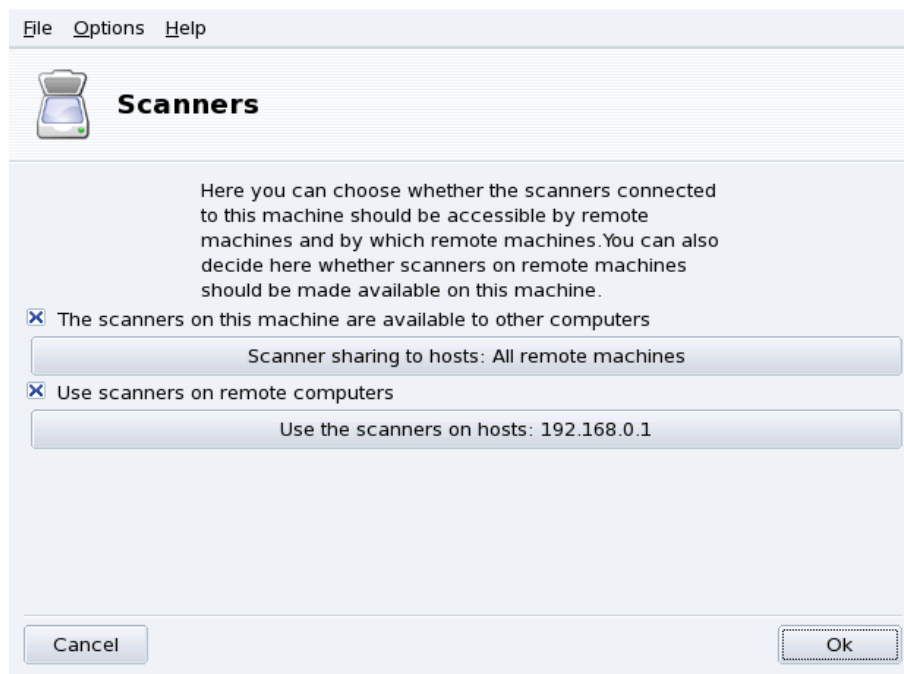 File Options Help
Scanners
Here you can choose whether the scanners connected
to this machine should be accessible by remote
machines and by which remote machines.You can also
decide here whether scanners on remote machines
should be made available on this machine.
The scanners on this machine are available to other computers
Scanner sharing to hosts: All remote machines
Use scanners on remote computers
Use the scanners on hosts: 192.168.0.1
Cancel Ok